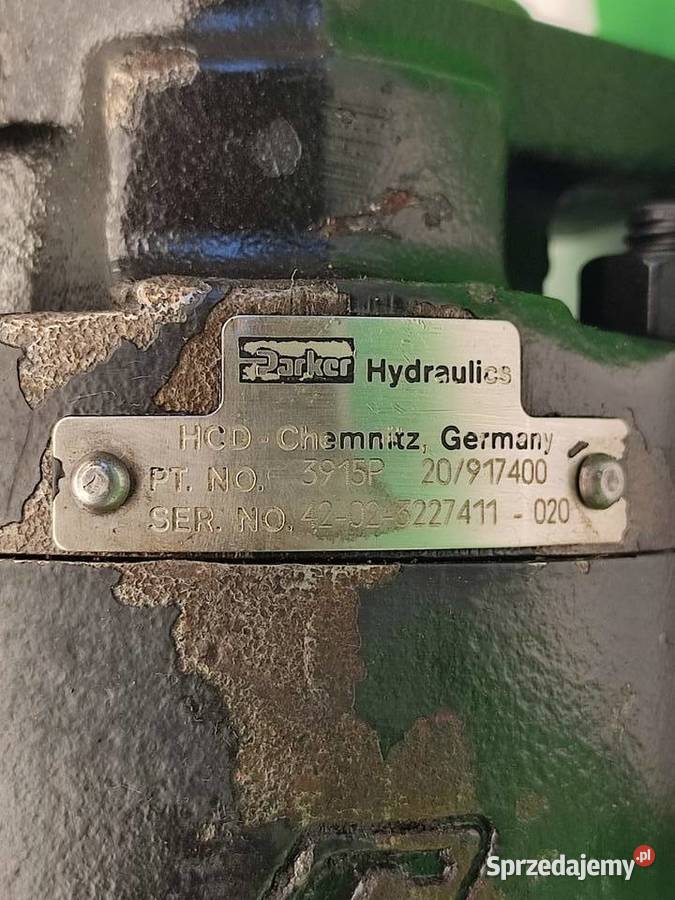 Parker Hydraulics
HCD - Chemnitz, Germany
PT. NO. 3915P 20/917400
SER. NO. 42-02-3227411 - 020
Sprzedajemy.pl